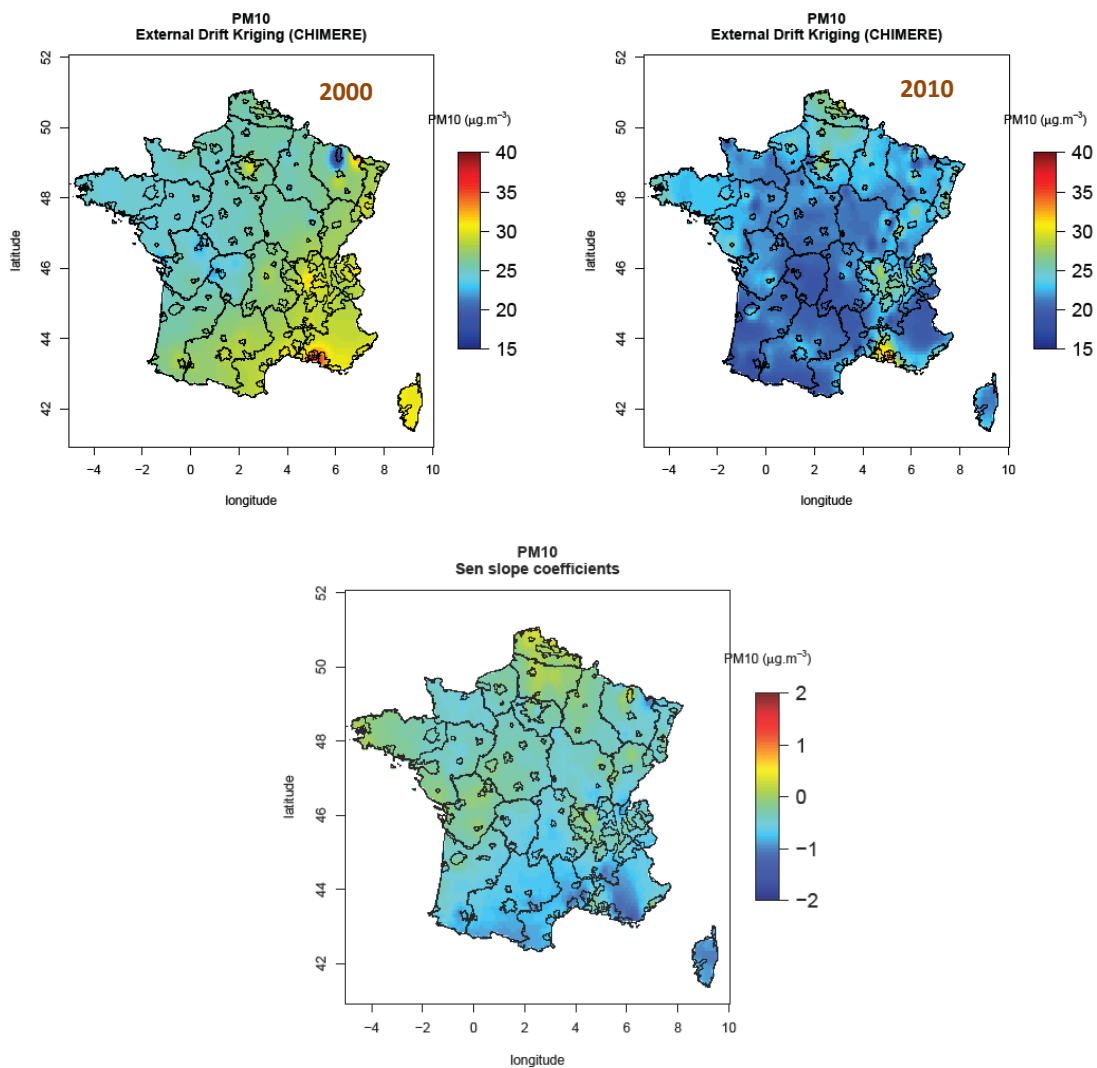 PM10
External Drift Kriging (CHIMERE)
2000
PM10 (µg.m⁻³)
52
50
48
46
44
42
latitude
−4 −2 0 2 4 6 8 10
longitude
40
35
30
25
20
15
PM10
External Drift Kriging (CHIMERE)
2010
PM10 (µg.m⁻³)
52
50
48
46
44
42
latitude
−4 −2 0 2 4 6 8 10
longitude
40
35
30
25
20
15
PM10
Sen slope coefficients
PM10 (µg.m⁻³)
52
50
48
46
44
42
latitude
−4 −2 0 2 4 6 8 10
longitude
2
1
0
−1
−2